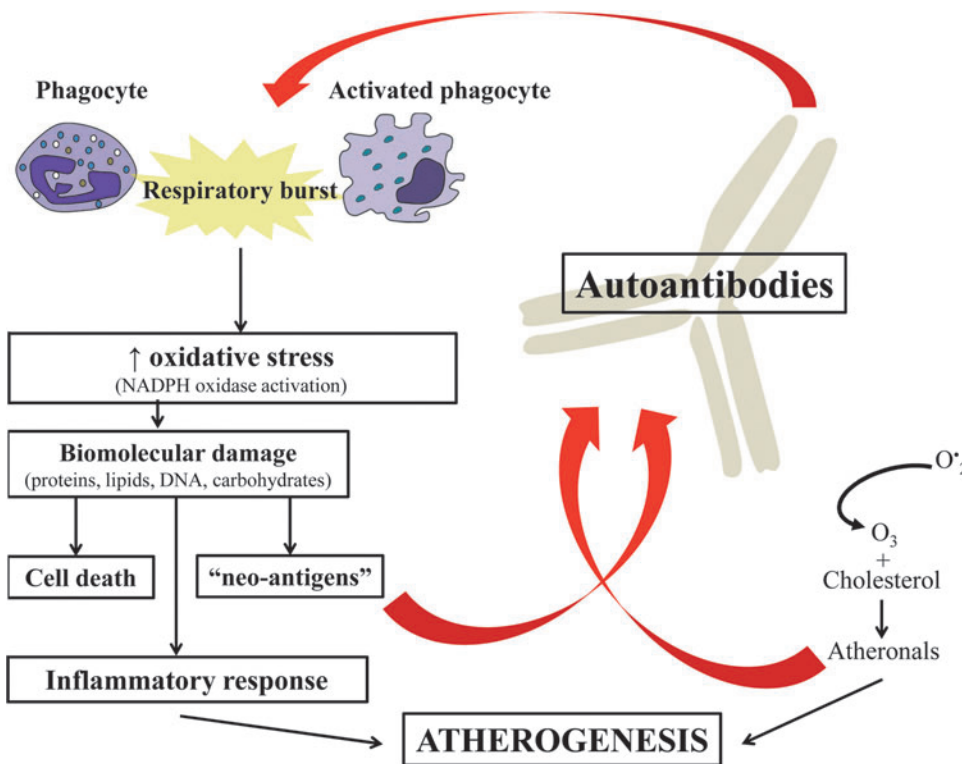 Phagocyte
Activated phagocyte
Respiratory burst
Autoantibodies
↑ oxidative stress
(NADPH oxidase activation)
Biomolecular damage
(proteins, lipids, DNA, carbohydrates)
Cell death
“neo-antigens”
Inflammatory response
O•2
O3
+
Cholesterol
Atheronals
ATHEROGENESIS